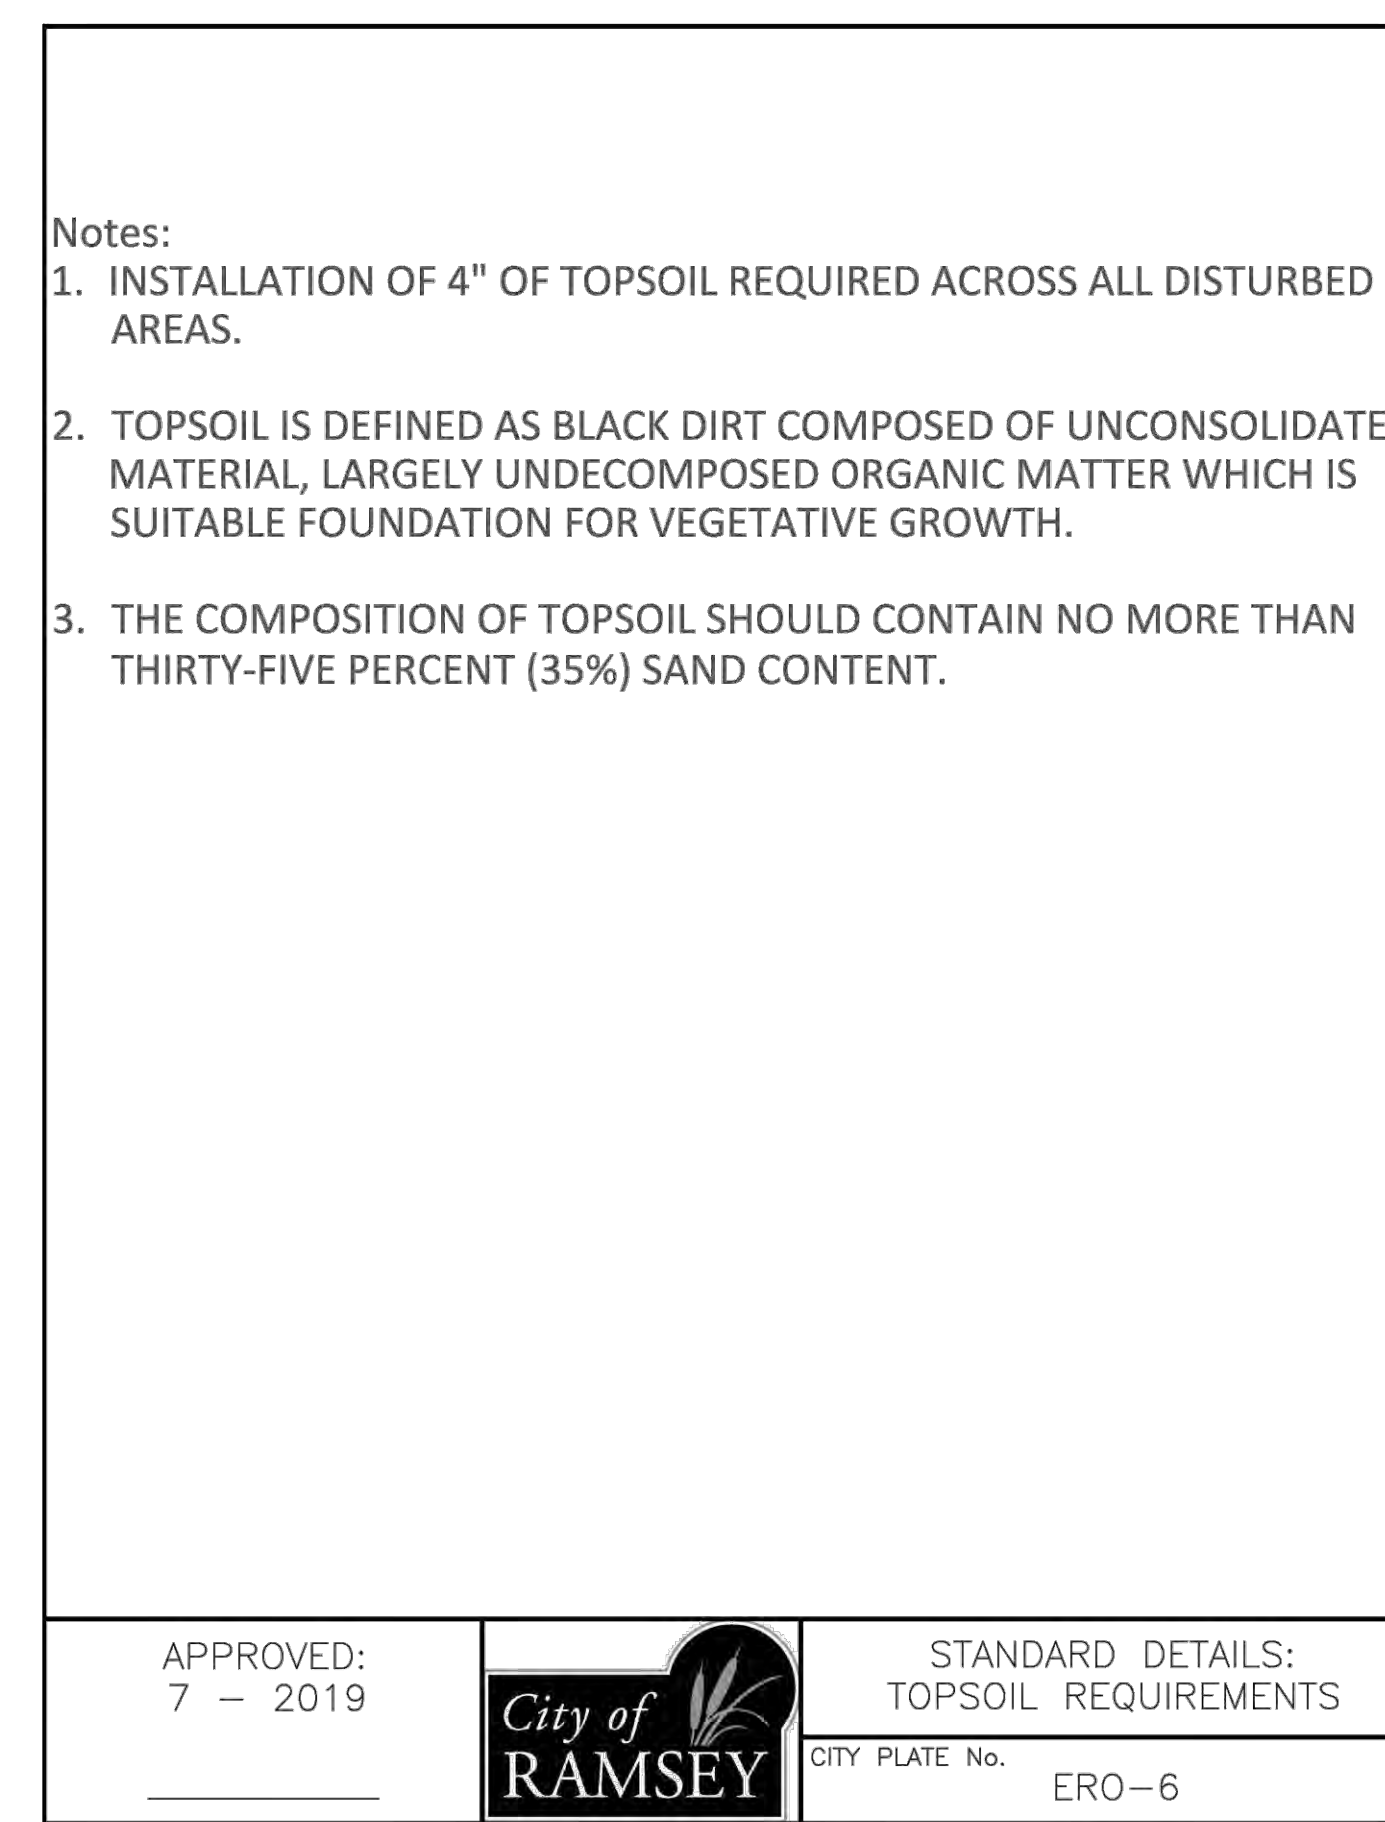 Notes:
1. INSTALLATION OF 4" OF TOPSOIL REQUIRED ACROSS ALL DISTURBED
AREAS.
2. TOPSOIL IS DEFINED AS BLACK DIRT COMPOSED OF UNCONSOLIDATE
MATERIAL, LARGELY UNDECOMPOSED ORGANIC MATTER WHICH IS
SUITABLE FOUNDATION FOR VEGETATIVE GROWTH.
3. THE COMPOSITION OF TOPSOIL SHOULD CONTAIN NO MORE THAN
THIRTY-FIVE PERCENT (35%) SAND CONTENT.
APPROVED:
7 – 2019
City of
RAMSEY
STANDARD DETAILS:
TOPSOIL REQUIREMENTS
CITY PLATE No.
ERO–6